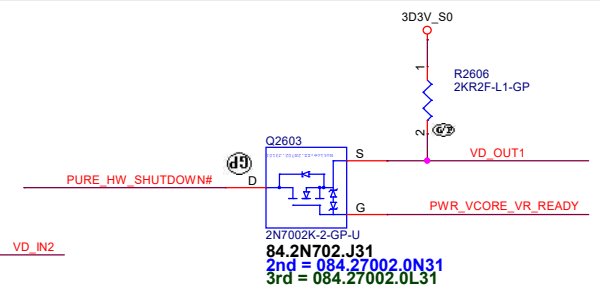 3D3V_S0
1
R2606
2KR2F-L1-GP
2
G/P
Q2603
GP
S
VD_OUT1
PURE_HW_SHUTDOWN#
D
G
PWR_VCORE_VR_READY
2N7002K-2-GP-U
VD_IN2
84.2N702.J31
2nd = 084.27002.0N31
3rd = 084.27002.0L31